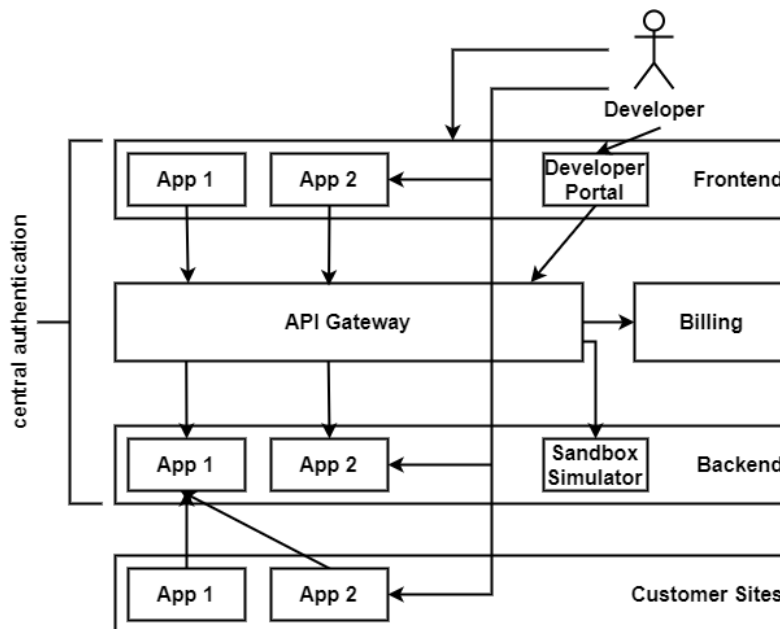 Developer
App 1
App 2
Developer
Portal
Frontend
central authentication
API Gateway
Billing
App 1
App 2
Sandbox
Simulator
Backend
App 1
App 2
Customer Sites